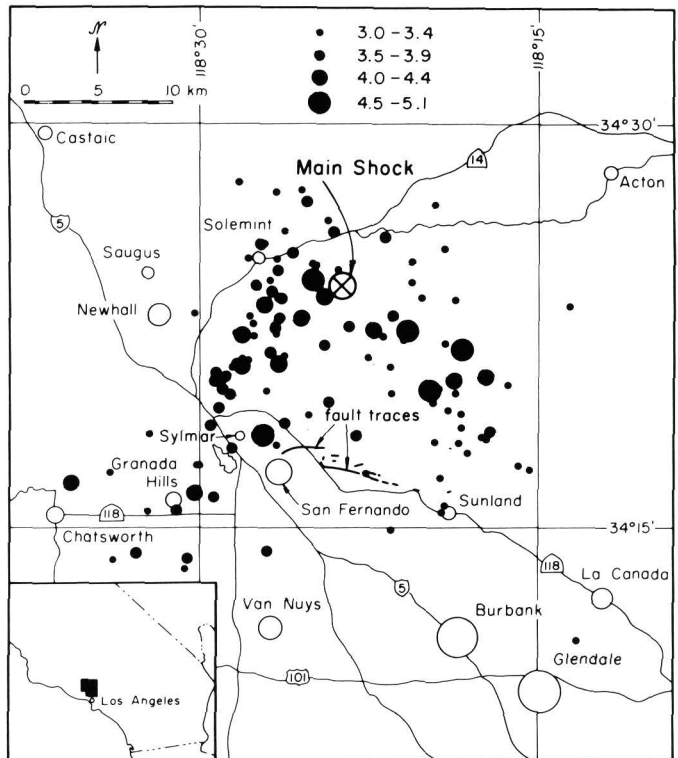 N
0 5 10 km
118°30'
3.0 – 3.4
3.5 – 3.9
4.0 – 4.4
4.5 – 5.1
118°15'
34°30'
Castaic
Main Shock
14
Acton
5
Solemint
Saugus
Newhall
fault traces
Sylmar
Granada
Hills
San Fernando
Sunland
118
34°15'
Chatsworth
118
La Canada
5
Van Nuys
Burbank
Glendale
101
Los Angeles